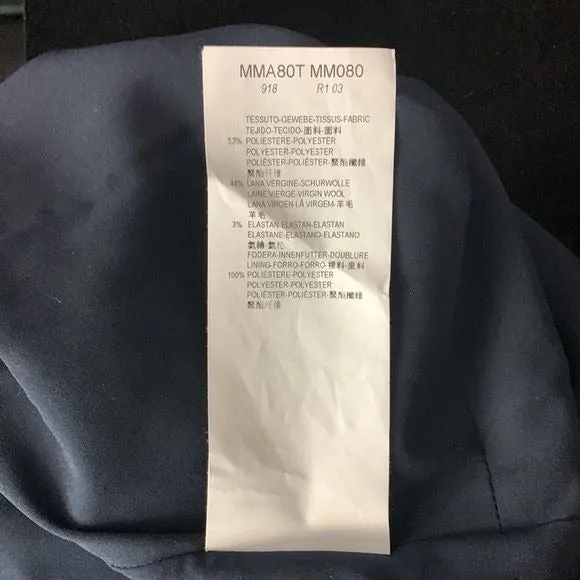 MMA80T MM080
918 R1 03
TESSUTO-GEWEBE-TISSUS-FABRIC
TEJIDO-TECIDO-面料-面料
53% POLIESTERE-POLYESTER
POLYESTER-POLYESTER
POLIÉSTER-POLIÉSTER-聚酯纖維
聚酯纤维
44% LANA VERGINE-SCHURWOLLE
LAINE VIERGE-VIRGIN WOOL
LANA VIRGEN-LÃ VIRGEM-羊毛
羊毛
3% ELASTAN-ELASTAN-ELASTAN
ELASTANE-ELASTANO-ELASTANO
氨綸-氨纶
FODERA-INNENFUTTER-DOUBLURE
LINING-FORRO-FORRO-裡料-里料
100% POLIESTERE-POLYESTER
POLYESTER-POLYESTER
POLIÉSTER-POLIÉSTER-聚酯纖維
聚酯纤维